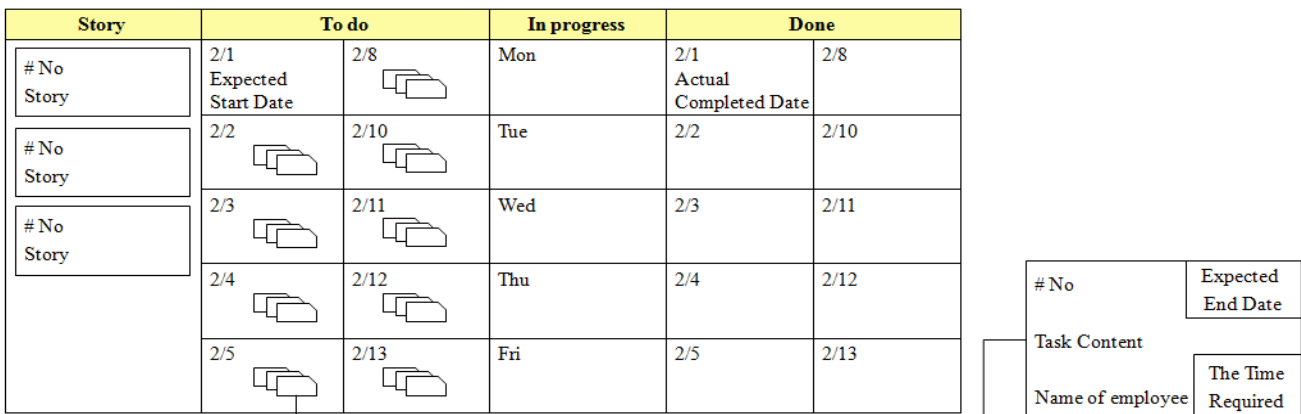 Story To do In progress Done
# No
Story
# No
Story
# No
Story
2/1
Expected
Start Date
2/8
Mon
2/1
Actual
Completed Date
2/8
2/2
2/10
Tue
2/2
2/10
2/3
2/11
Wed
2/3
2/11
2/4
2/12
Thu
2/4
2/12
2/5
2/13
Fri
2/5
2/13
# No
Expected
End Date
Task Content
Name of employee
The Time
Required